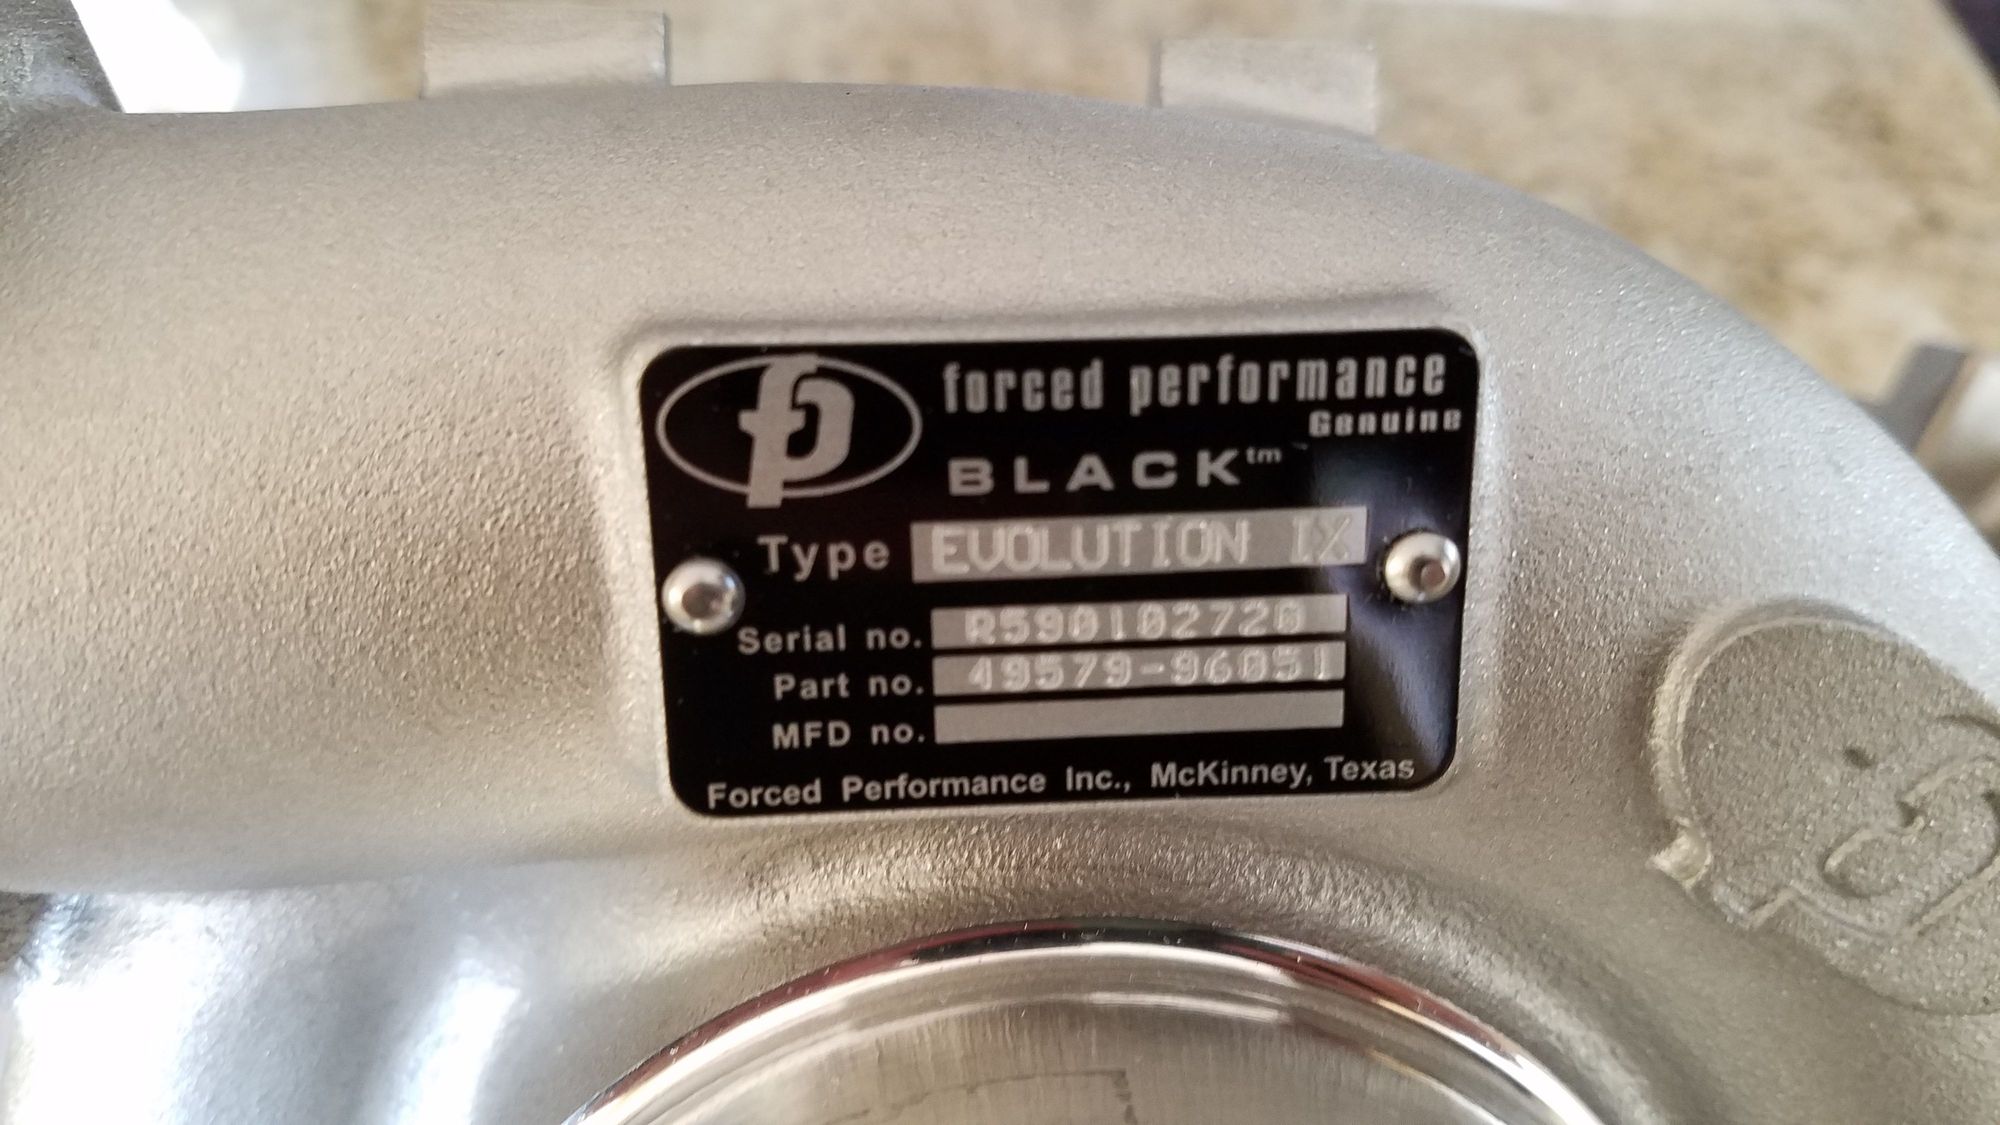 fp forced performance
Genuine
BLACK™
Type EVOLUTION IX
Serial no. R590102720
Part no. 49579-96051
MFD no.
Forced Performance Inc., McKinney, Texas